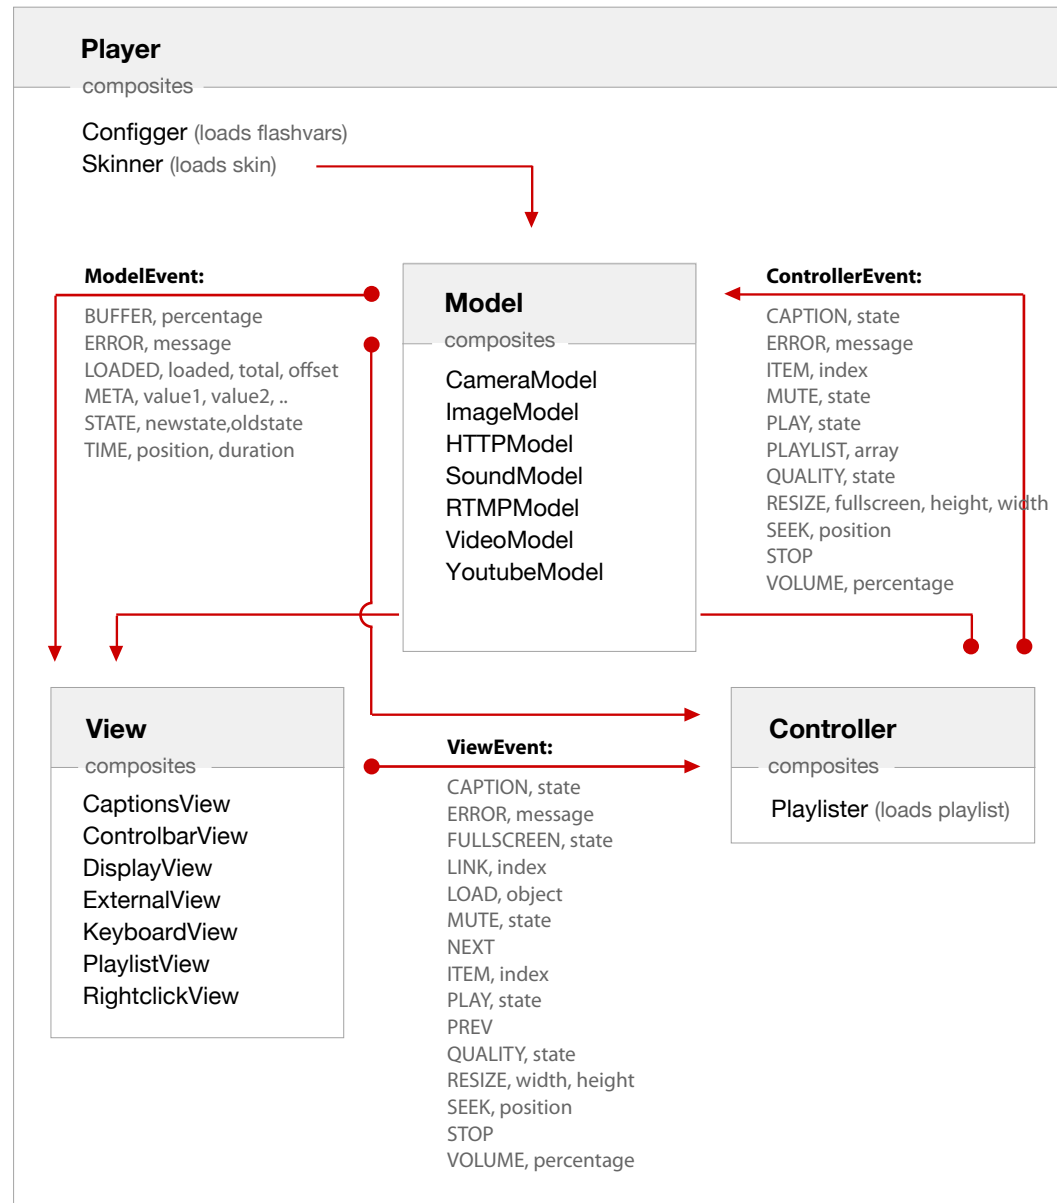 Player
composites
Configger (loads flashvars)
Skinner (loads skin)
ModelEvent:
BUFFER, percentage
ERROR, message
LOADED, loaded, total, offset
META, value1, value2, ..
STATE, newstate,oldstate
TIME, position, duration
Model
composites
CameraModel
ImageModel
HTTPModel
SoundModel
RTMPModel
VideoModel
YoutubeModel
ControllerEvent:
CAPTION, state
ERROR, message
ITEM, index
MUTE, state
PLAY, state
PLAYLIST, array
QUALITY, state
RESIZE, fullscreen, height, width
SEEK, position
STOP
VOLUME, percentage
View
composites
CaptionsView
ControlbarView
DisplayView
ExternalView
KeyboardView
PlaylistView
RightclickView
ViewEvent:
CAPTION, state
ERROR, message
FULLSCREEN, state
LINK, index
LOAD, object
MUTE, state
NEXT
ITEM, index
PLAY, state
PREV
QUALITY, state
RESIZE, width, height
SEEK, position
STOP
VOLUME, percentage
Controller
composites
Playlister (loads playlist)